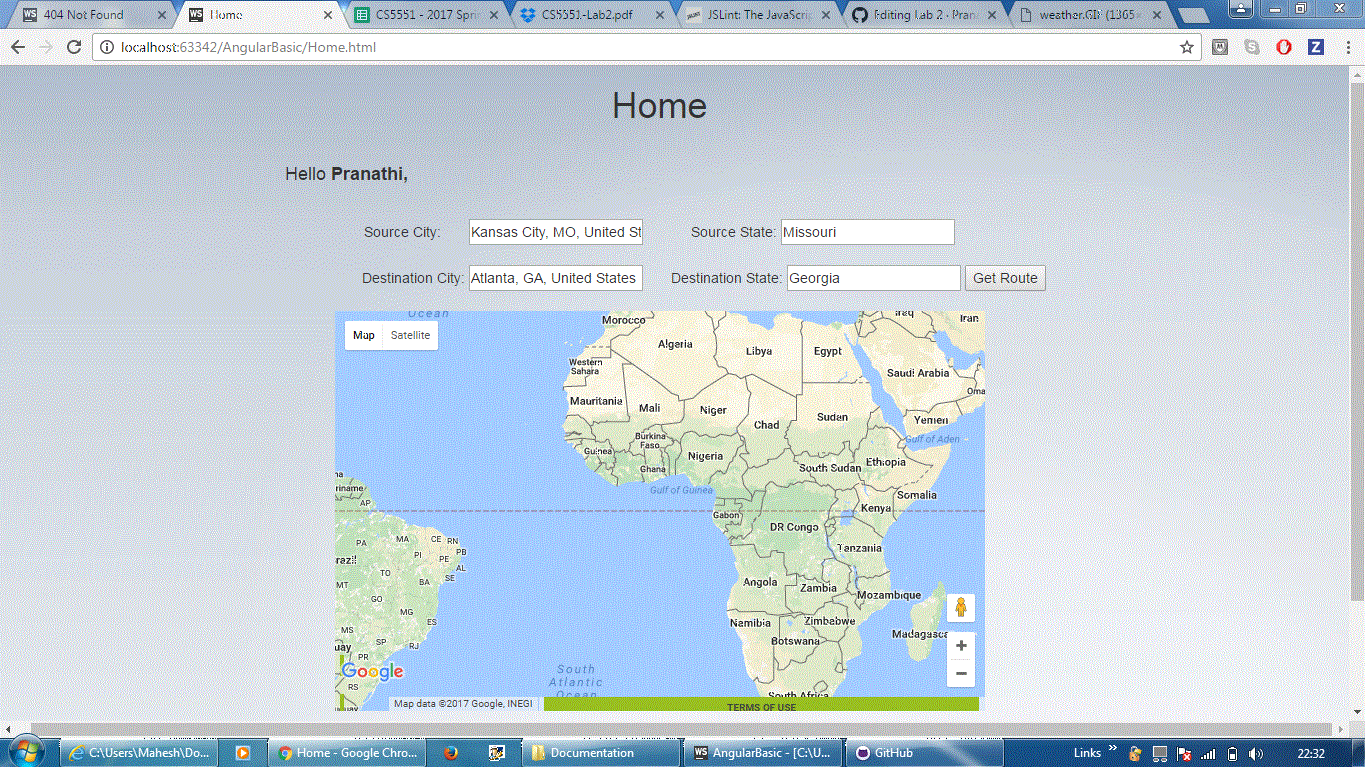 404 Not Found
Home
CS5551 - 2017 Sprin
CS5551-Lab2.pdf
JSLint: The JavaScrip
Editing Lab 2 · Pran
weather.GIF (1365×
localhost:63342/AngularBasic/Home.html
Home
Hello Pranathi,
Source City: Kansas City, MO, United St Source State: Missouri
Destination City: Atlanta, GA, United States Destination State: Georgia Get Route
Map Satellite
Ocean
Morocco
Iraq
Iran
Algeria
Libya
Egypt
Western
Sahara
Saudi Arabia
Oma
Mauritania
Mali
Niger
Chad
Sudan
Yemen
Gulf of Aden
Burkina
Faso
Guinea
Ghana
Nigeria
South Sudan
Ethiopia
Somalia
Gulf of Guinea
riname
AP
Gabon
DR Congo
Kenya
Tanzania
PA
MA
CE
RN
PB
PI
PE
AL
SE
razil
TO
BA
MT
GO
MG
ES
MS
SP
RJ
uay
PR
RS
uay
Angola
Zambia
Mozambique
Namibia
Zimbabwe
Botswana
Madagasca
South Africa
South
Atlantic
Ocean
Google
Map data ©2017 Google, INEGI
TERMS OF USE
C:\Users\Mahesh\Do...
Home - Google Chro...
Documentation
AngularBasic - [C:\U...
GitHub
Links
22:32